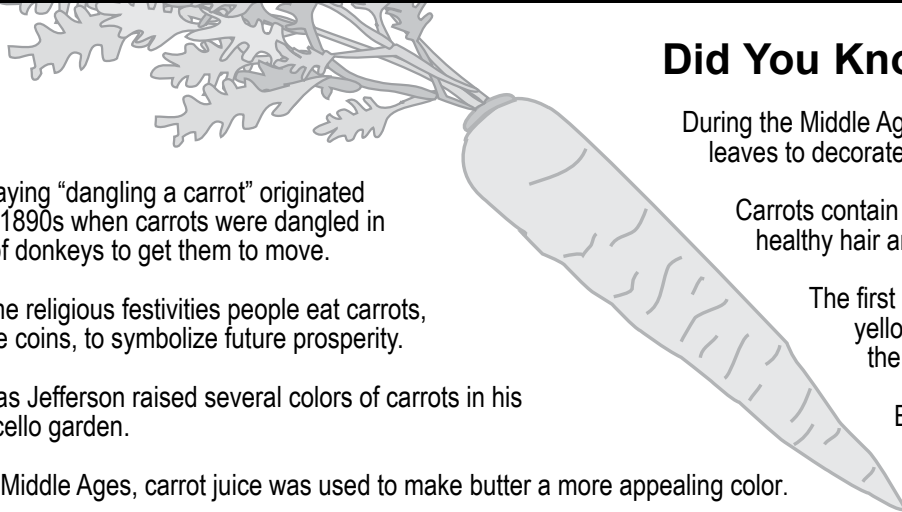 Did You Kno
During the Middle Ag
leaves to decorate
Carrots contain
healthy hair a
The first
yello
the
E
aying “dangling a carrot” originated
1890s when carrots were dangled in
f donkeys to get them to move.
ne religious festivities people eat carrots,
e coins, to symbolize future prosperity.
as Jefferson raised several colors of carrots in his
cello garden.
Middle Ages, carrot juice was used to make butter a more appealing color.